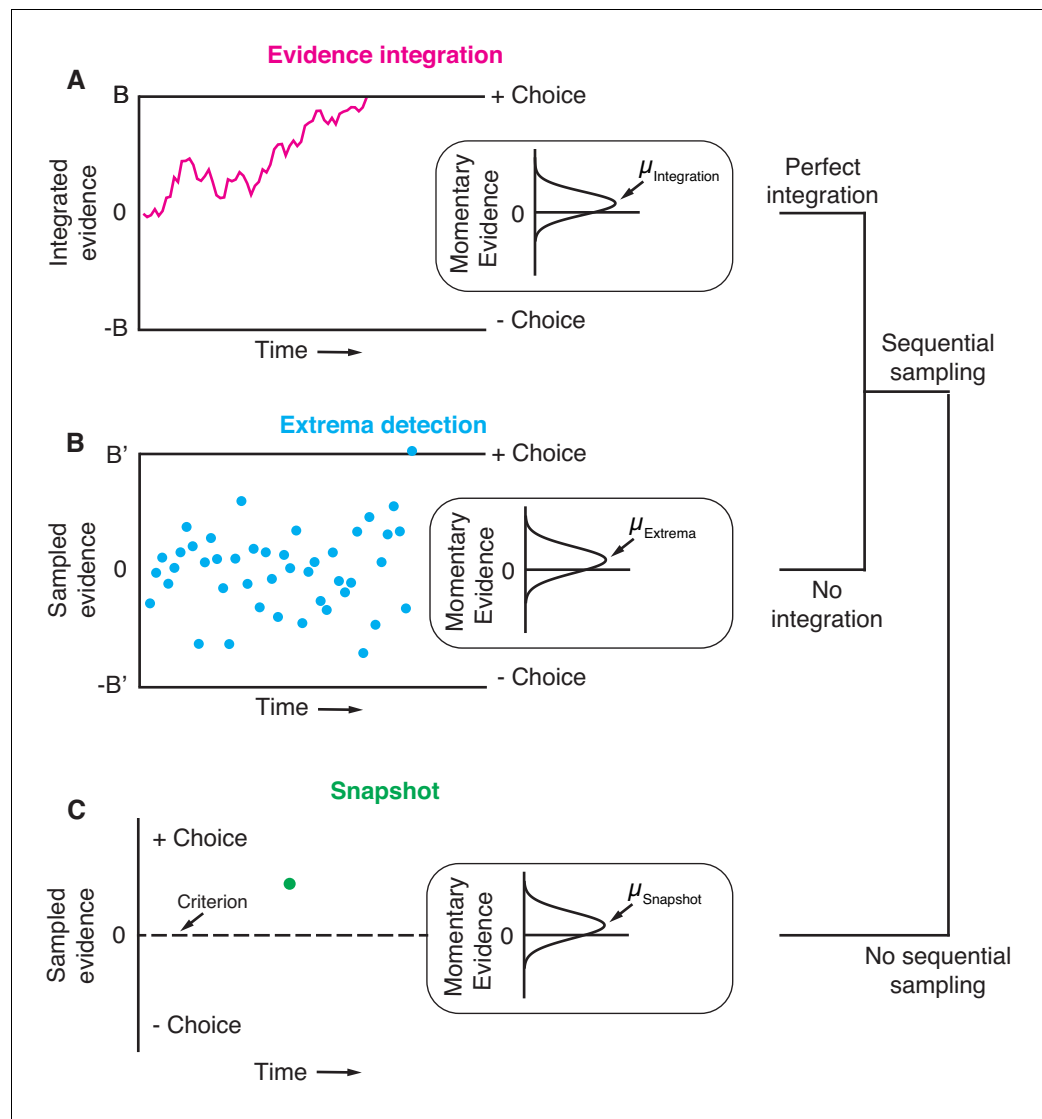 Evidence integration
A
B
+ Choice
Integrated
evidence
0
-B
- Choice
Time
Momentary
Evidence
0
μIntegration
Perfect
integration
Sequential
sampling
Extrema detection
B
B’
+ Choice
Sampled
evidence
0
-B’
- Choice
Time
Momentary
Evidence
0
μExtrema
No
integration
Snapshot
C
+ Choice
Criterion
Sampled
evidence
0
- Choice
Time
Momentary
Evidence
0
μSnapshot
No sequential
sampling